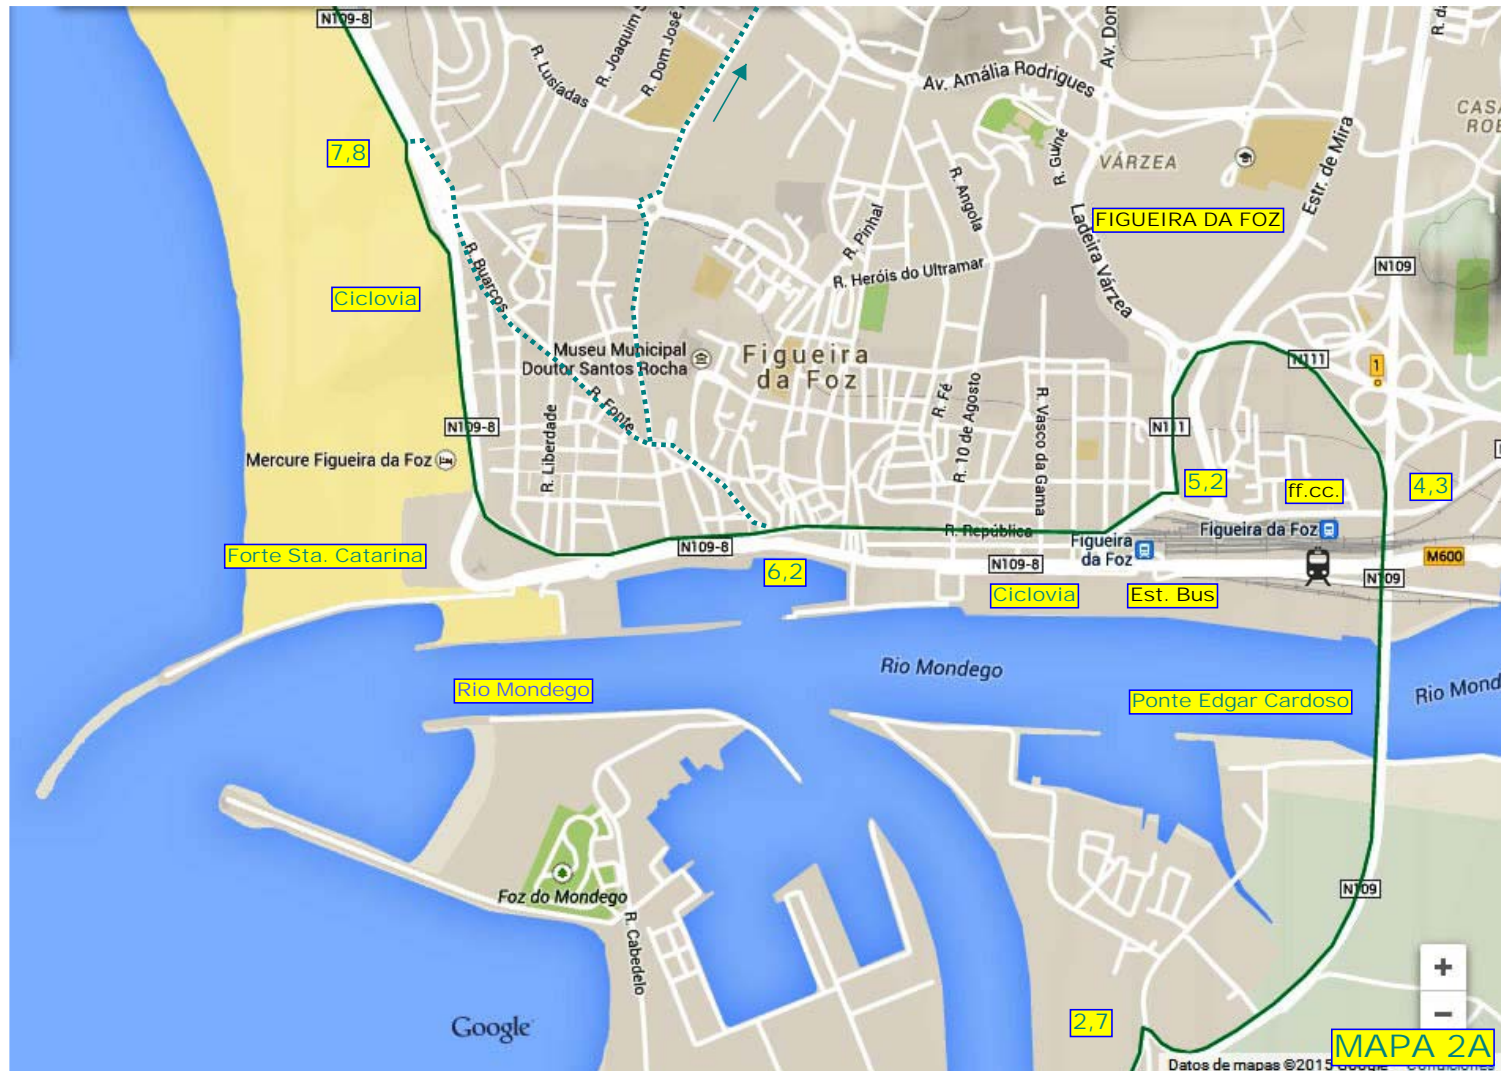 N109-8
R. Lusíadas
R. Joaquim S
R. Dom José
Av. Don
R. da
Av. Amália Rodrigues
CASA
ROB
7,8
R. Guiné
VÁRZEA
Estr. de Mira
R. Angola
R. Pinhal
FIGUEIRA DA FOZ
Ladeira Várzea
R. Buarcos
N109
Ciclovia
R. Heróis do Ultramar
Museu Municipal
Doutor Santos Rocha
Figueira
da Foz
N111
1
R. Fonte
R. Liberdade
R. Fé
R. 10 de Agosto
R. Vasco da Gama
N109-8
N111
Mercure Figueira da Foz
5,2
ff.cc.
4,3
R. República
Figueira da Foz
Forte Sta. Catarina
N109-8
Figueira
da Foz
M600
6,2
N109-8
N109
Ciclovia
Est. Bus
Rio Mondego
Rio Mondego
Ponte Edgar Cardoso
Rio Mond
Foz do Mondego
N109
R. Cabedelo
+
−
Google
2,7
MAPA 2A
Datos de mapas ©2015 Google